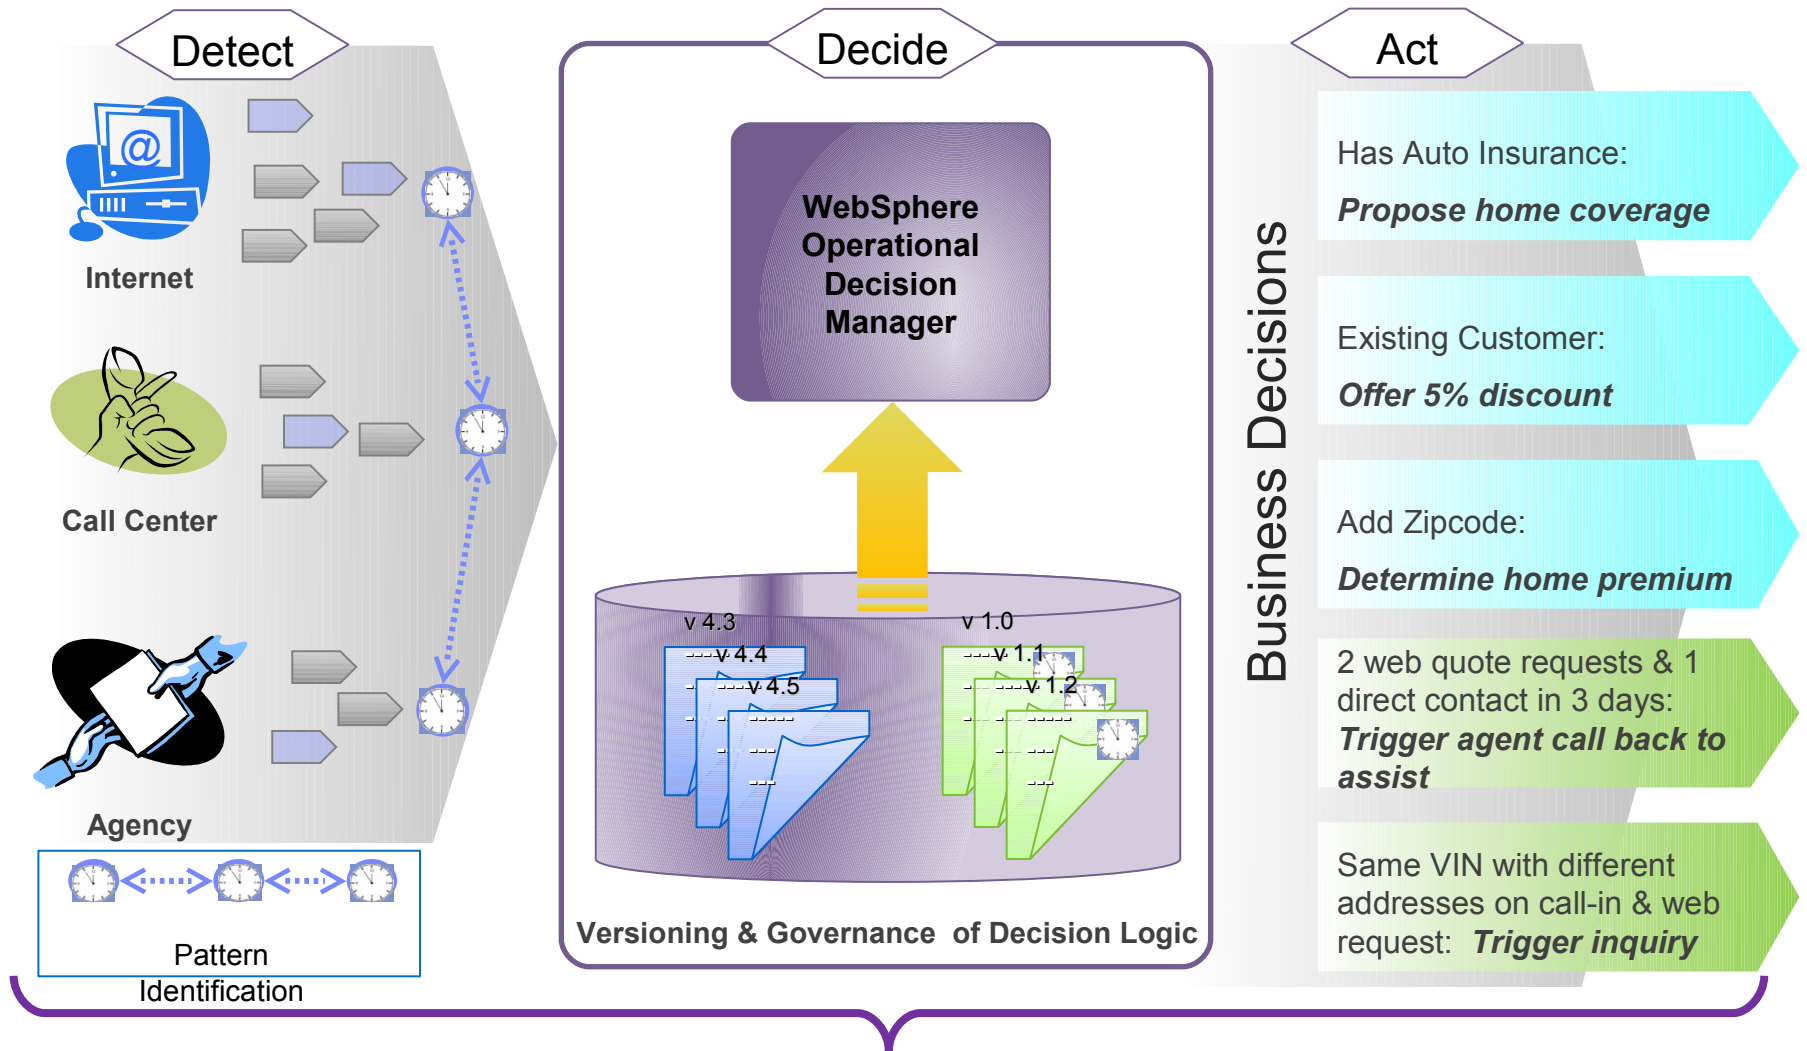 Detect
Decide
Act
@
Internet
Call Center
Agency
Pattern
Identification
WebSphere
Operational
Decision
Manager
v 4.3
v 4.4
v 4.5
v 1.0
v 1.1
v 1.2
Versioning & Governance of Decision Logic
Business Decisions
Has Auto Insurance:
Propose home coverage
Existing Customer:
Offer 5% discount
Add Zipcode:
Determine home premium
2 web quote requests & 1
direct contact in 3 days:
Trigger agent call back to
assist
Same VIN with different
addresses on call-in & web
request: Trigger inquiry